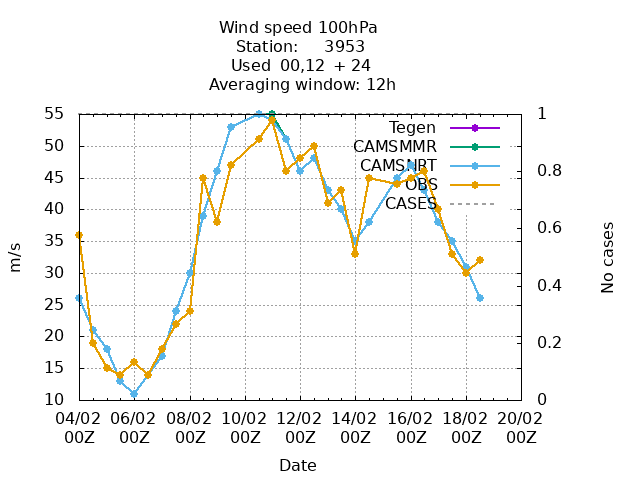 Wind speed 100hPa
Station: 3953
Used 00,12 + 24
Averaging window: 12h
55
50
45
40
35
30
25
20
15
10
1
0.8
0.6
0.4
0.2
0
m/s
No cases
Tegen
CAMSMMR
CAMSNRT
OBS
CASES
04/02 06/02 08/02 10/02 12/02 14/02 16/02 18/02 20/02
00Z 00Z 00Z 00Z 00Z 00Z 00Z 00Z 00Z
Date